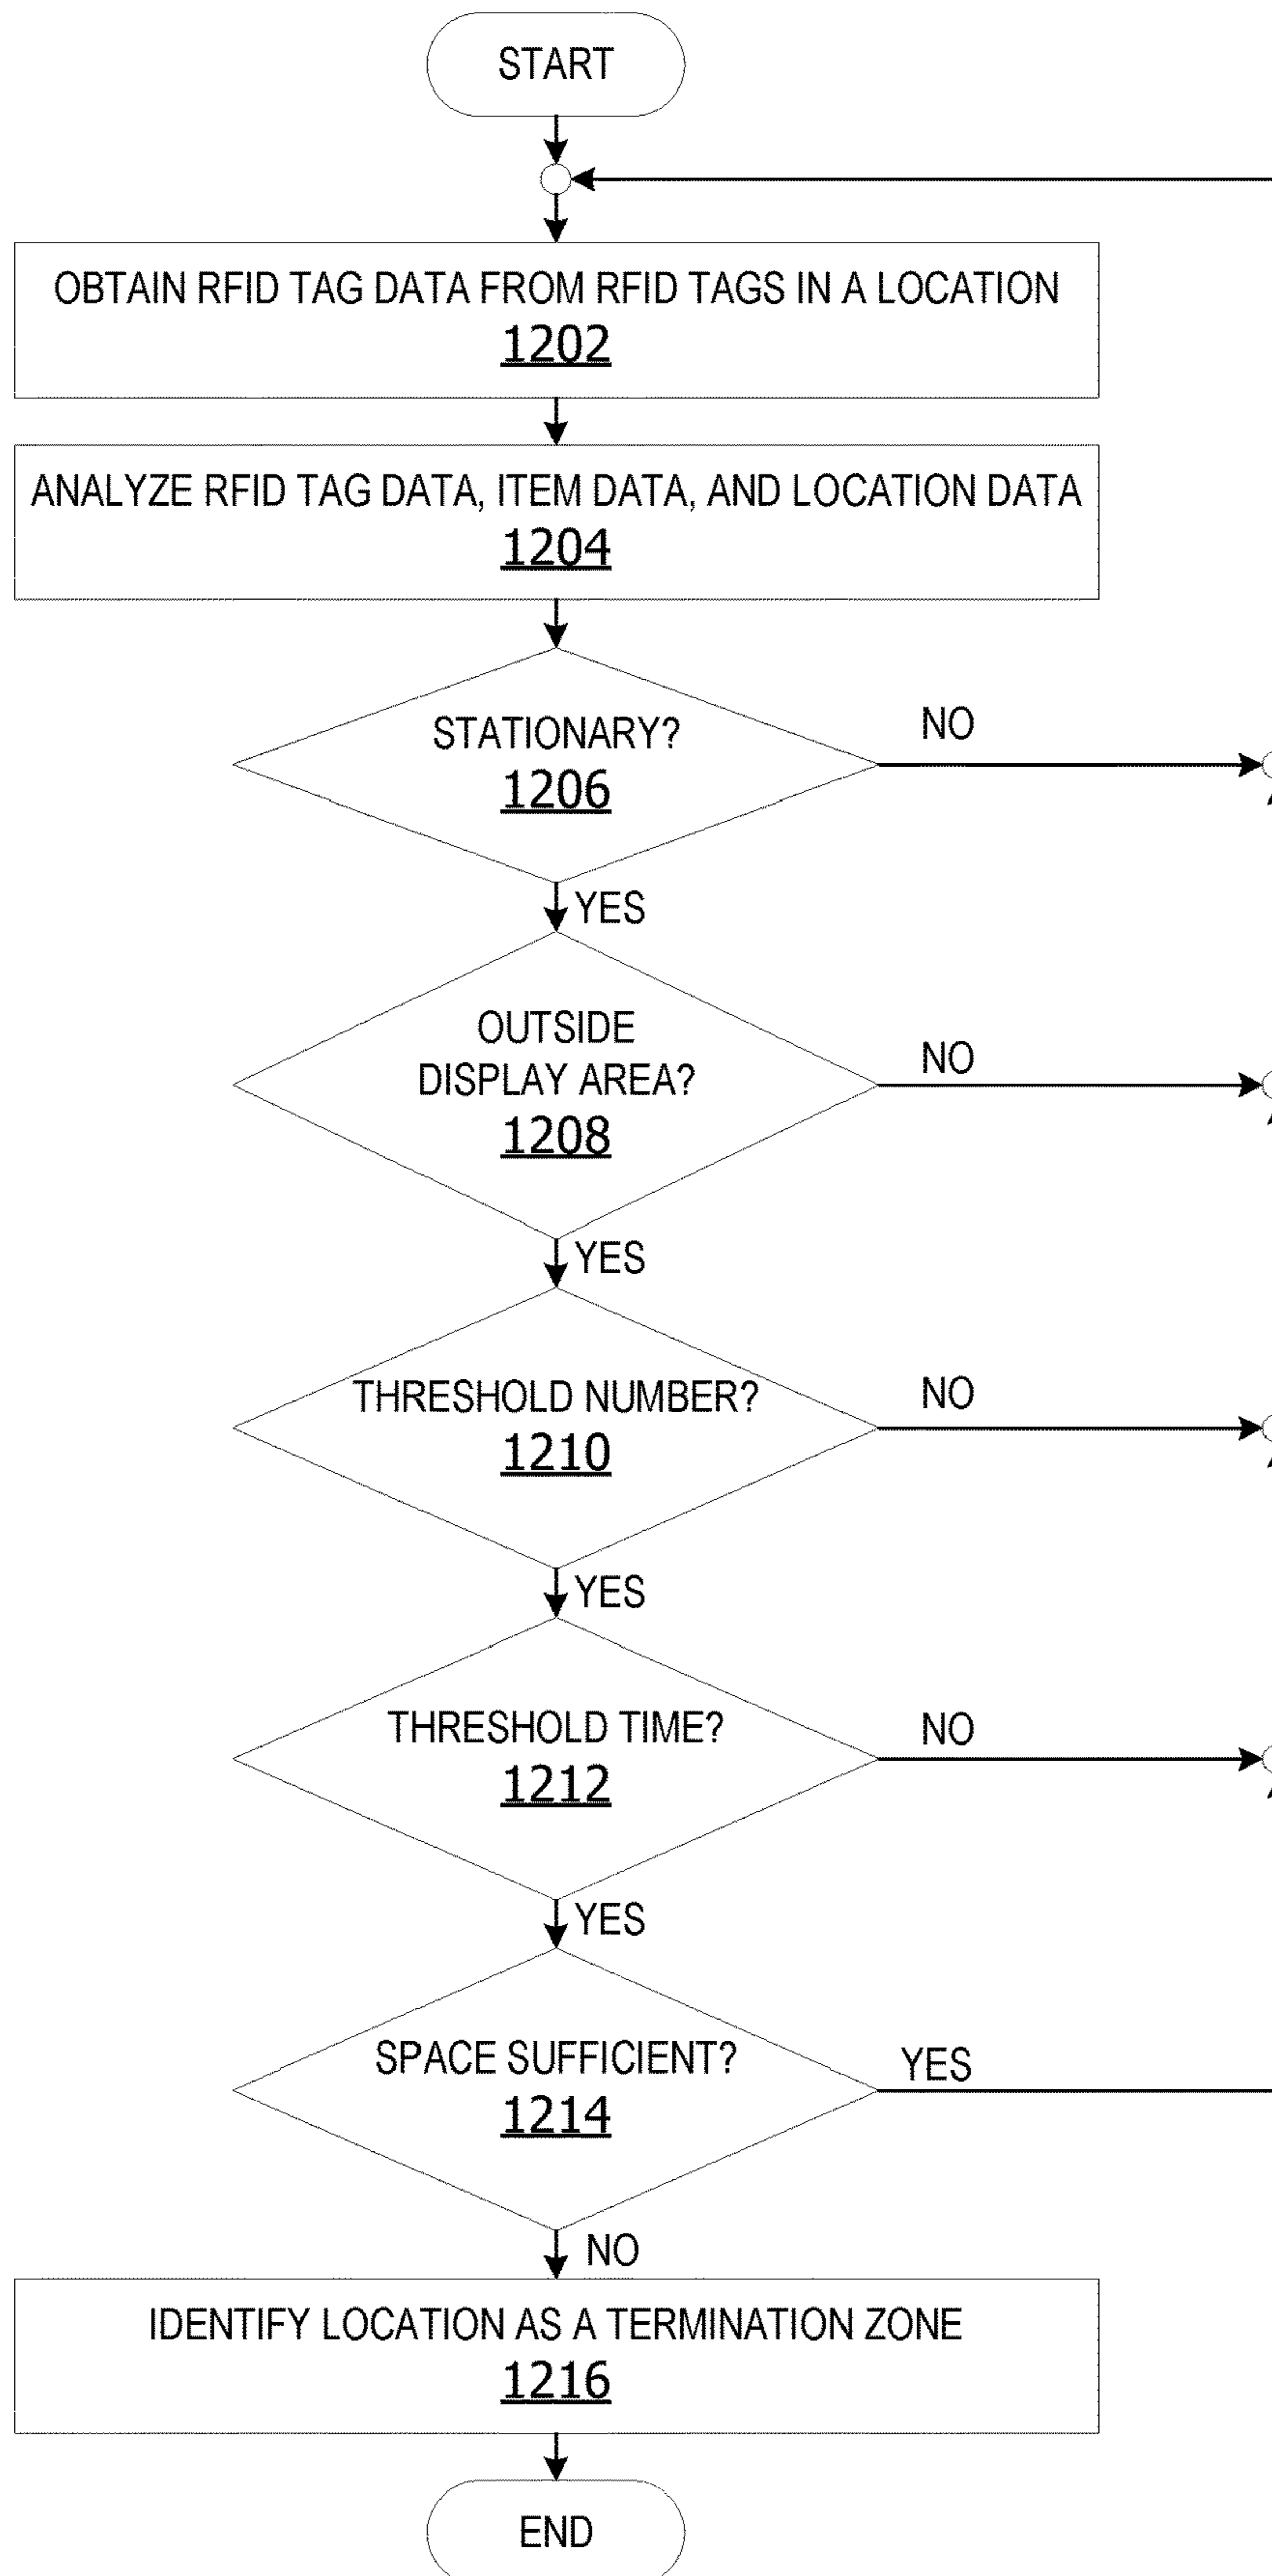 START
OBTAIN RFID TAG DATA FROM RFID TAGS IN A LOCATION
1202
ANALYZE RFID TAG DATA, ITEM DATA, AND LOCATION DATA
1204
STATIONARY?
1206
NO
YES
OUTSIDE
DISPLAY AREA?
1208
NO
YES
THRESHOLD NUMBER?
1210
NO
YES
THRESHOLD TIME?
1212
NO
YES
SPACE SUFFICIENT?
1214
YES
NO
IDENTIFY LOCATION AS A TERMINATION ZONE
1216
END